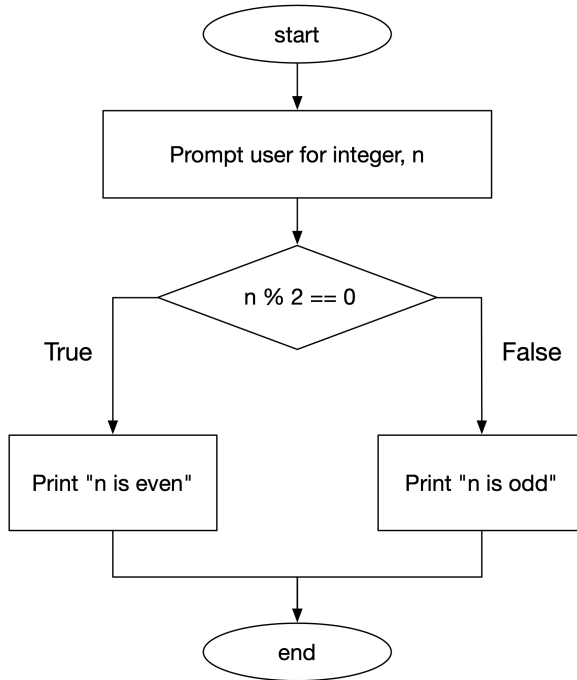 start
Prompt user for integer, n
n % 2 == 0
True
False
Print "n is even"
Print "n is odd"
end